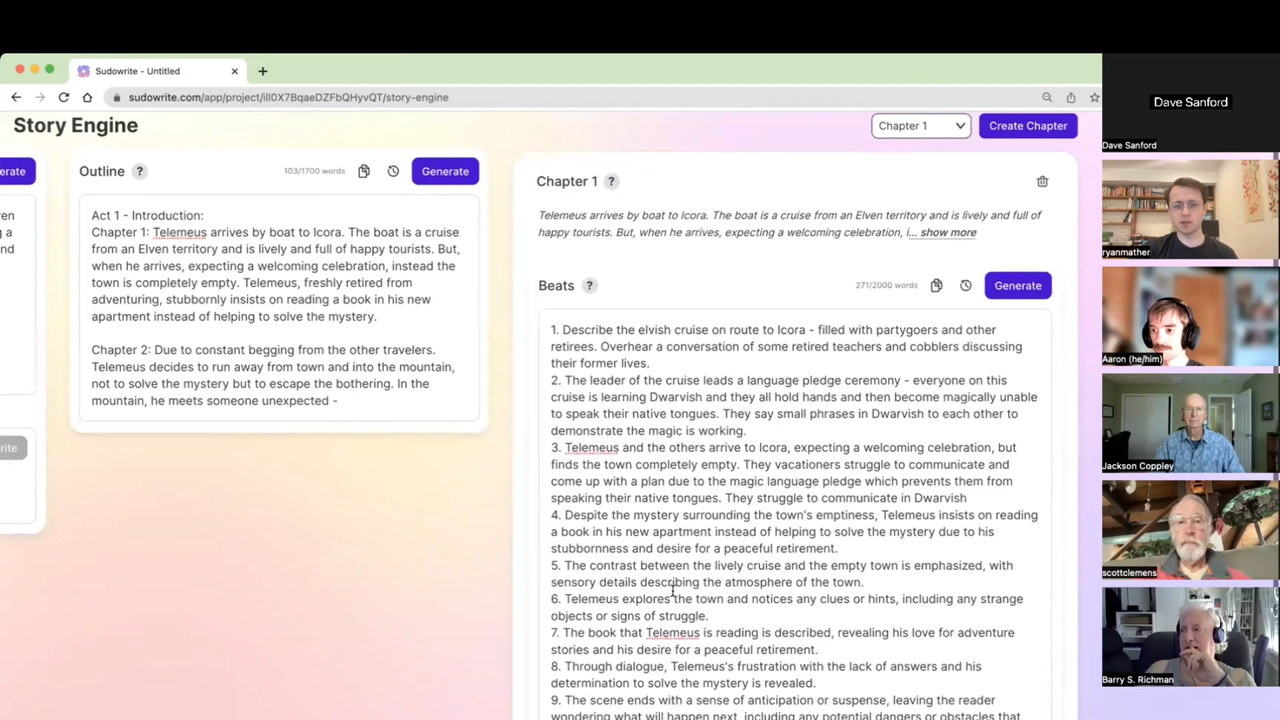 Sudowrite - Untitled
sudowrite.com/app/project/ill0X7BqaeDZFbQHyvQT/story-engine
Story Engine
Chapter 1
Create Chapter
erate
en
g a
nd
rite
Outline ?
103/1700 words
Generate
Act 1 - Introduction:
Chapter 1: Telemeus arrives by boat to Icora. The boat is a cruise
from an Elven territory and is lively and full of happy tourists. But,
when he arrives, expecting a welcoming celebration, instead the
town is completely empty. Telemeus, freshly retired from
adventuring, stubbornly insists on reading a book in his new
apartment instead of helping to solve the mystery.
Chapter 2: Due to constant begging from the other travelers.
Telemeus decides to run away from town and into the mountain,
not to solve the mystery but to escape the bothering. In the
mountain, he meets someone unexpected -
Chapter 1 ?
Telemeus arrives by boat to Icora. The boat is a cruise from an Elven territory and is lively and full of
happy tourists. But, when he arrives, expecting a welcoming celebration, i... show more
Beats ?
271/2000 words
Generate
1. Describe the elvish cruise on route to Icora - filled with partygoers and other
retirees. Overhear a conversation of some retired teachers and cobblers discussing
their former lives.
2. The leader of the cruise leads a language pledge ceremony - everyone on this
cruise is learning Dwarvish and they all hold hands and then become magically unable
to speak their native tongues. They say small phrases in Dwarvish to each other to
demonstrate the magic is working.
3. Telemeus and the others arrive to Icora, expecting a welcoming celebration, but
finds the town completely empty. They vacationers struggle to communicate and
come up with a plan due to the magic language pledge which prevents them from
speaking their native tongues. They struggle to communicate in Dwarvish
4. Despite the mystery surrounding the town's emptiness, Telemeus insists on reading
a book in his new apartment instead of helping to solve the mystery due to his
stubbornness and desire for a peaceful retirement.
5. The contrast between the lively cruise and the empty town is emphasized, with
sensory details describing the atmosphere of the town.
6. Telemeus explores the town and notices any clues or hints, including any strange
objects or signs of struggle.
7. The book that Telemeus is reading is described, revealing his love for adventure
stories and his desire for a peaceful retirement.
8. Through dialogue, Telemeus's frustration with the lack of answers and his
determination to solve the mystery is revealed.
9. The scene ends with a sense of anticipation or suspense, leaving the reader
wondering what will happen next, including any potential dangers or obstacles that
Dave Sanford
Dave Sanford
ryanmather
Aaron (he/him)
Jackson Coppley
scottclemens
Barry S. Richman